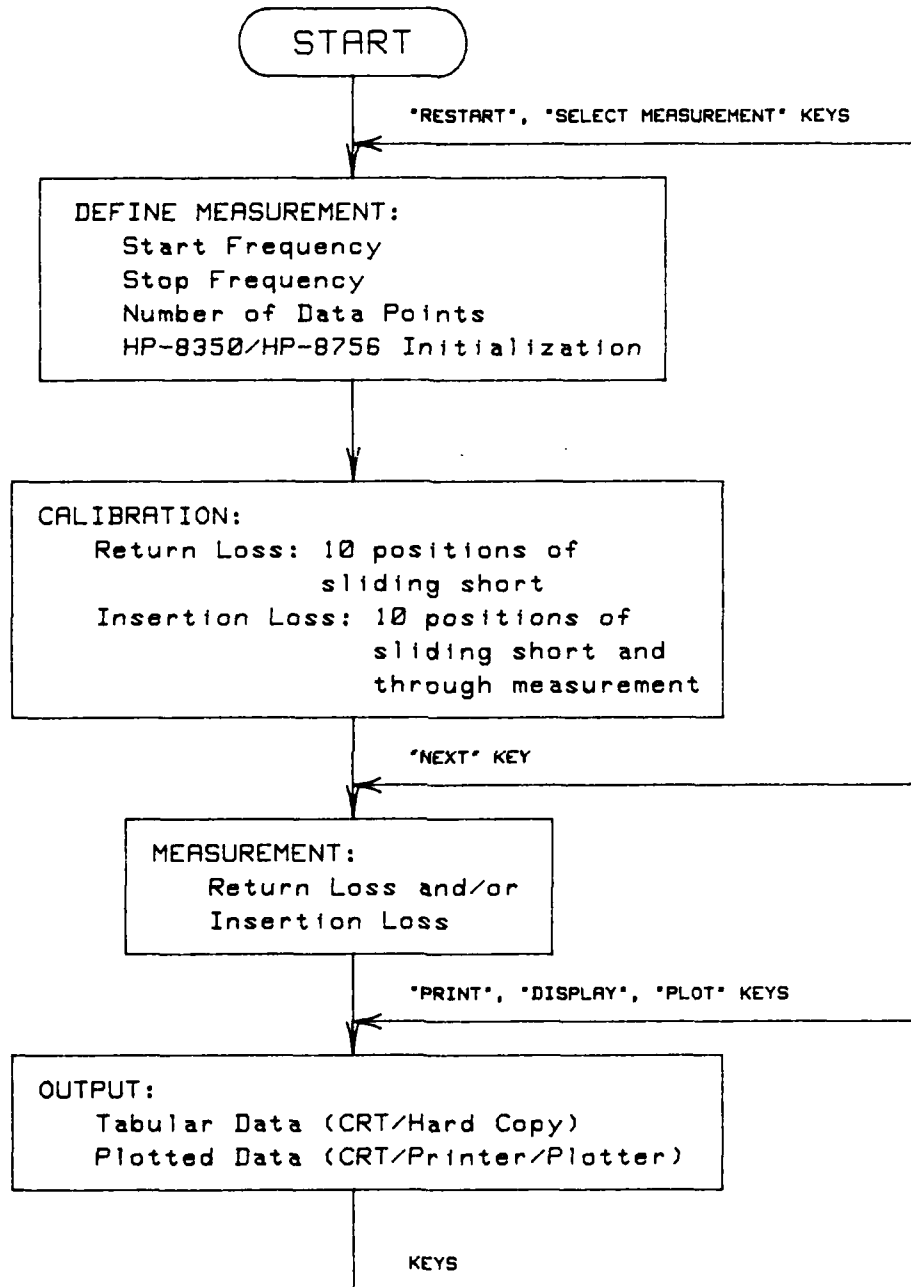 START
"RESTART", "SELECT MEASUREMENT" KEYS
DEFINE MEASUREMENT:
Start Frequency
Stop Frequency
Number of Data Points
HP-8350/HP-8756 Initialization
CALIBRATION:
Return Loss: 10 positions of
sliding short
Insertion Loss: 10 positions of
sliding short and
through measurement
"NEXT" KEY
MEASUREMENT:
Return Loss and/or
Insertion Loss
"PRINT", "DISPLAY", "PLOT" KEYS
OUTPUT:
Tabular Data (CRT/Hard Copy)
Plotted Data (CRT/Printer/Plotter)
KEYS